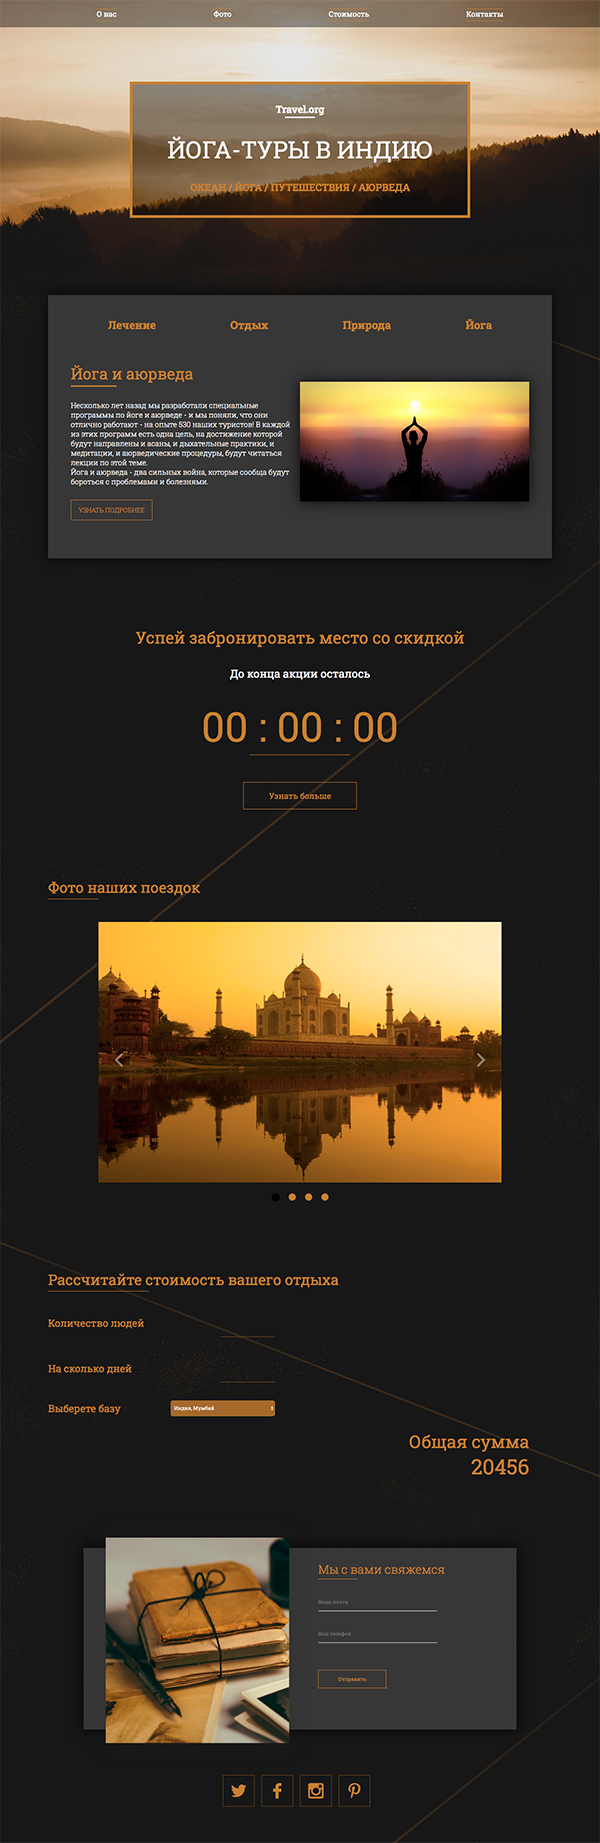 О нас Фото Стоимость Контакты
Travel.org
ЙОГА-ТУРЫ В ИНДИЮ
ОКЕАН / ЙОГА / ПУТЕШЕСТВИЯ / АЮРВЕДА
Лечение Отдых Природа Йога
Йога и аюрведа
Несколько лет назад мы разработали специальные
программы по йоге и аюрведе - и мы поняли, что они
отлично работают - на опыте 530 наших туристов! В каждой
из этих программ есть одна цель, на достижение которой
будут направлены и асаны, и дыхательные практики, и
медитации, и аюрведические процедуры, будут читаться
лекции по этой теме.
Йога и аюрведа - два сильных война, которые сообща будут
бороться с проблемами и болезнями.
УЗНАТЬ ПОДРОБНЕЕ
Успей забронировать место со скидкой
До конца акции осталось
00 : 00 : 00
Узнать больше
Фото наших поездок
Рассчитайте стоимость вашего отдыха
Количество людей
На сколько дней
Выберете базу
Индия, Мумбай
Общая сумма
20456
Мы с вами свяжемся
Ваша почта
Ваш телефон
Отправить